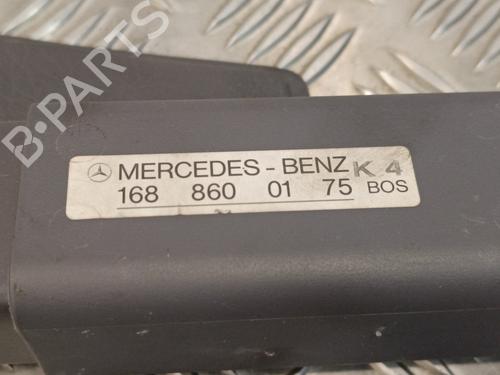 B-PARTS
MERCEDES - BENZ K 4
168 860 01 75 BOS